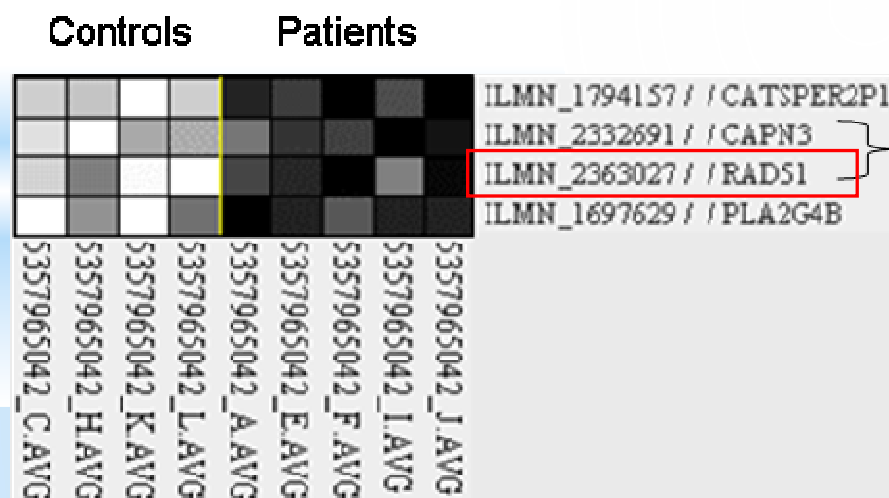 Controls Patients
ILMN_1794157 / / CATSPER2P1
ILMN_2332691 / / CAPN3
ILMN_2363027 / / RAD51
ILMN_1697629 / / PLA2G4B
5357965042_C.AVG
5357965042_H.AVG
5357965042_K.AVG
5357965042_L.AVG
5357965042_A.AVG
5357965042_E.AVG
5357965042_F.AVG
5357965042_I.AVG
5357965042_J.AVG